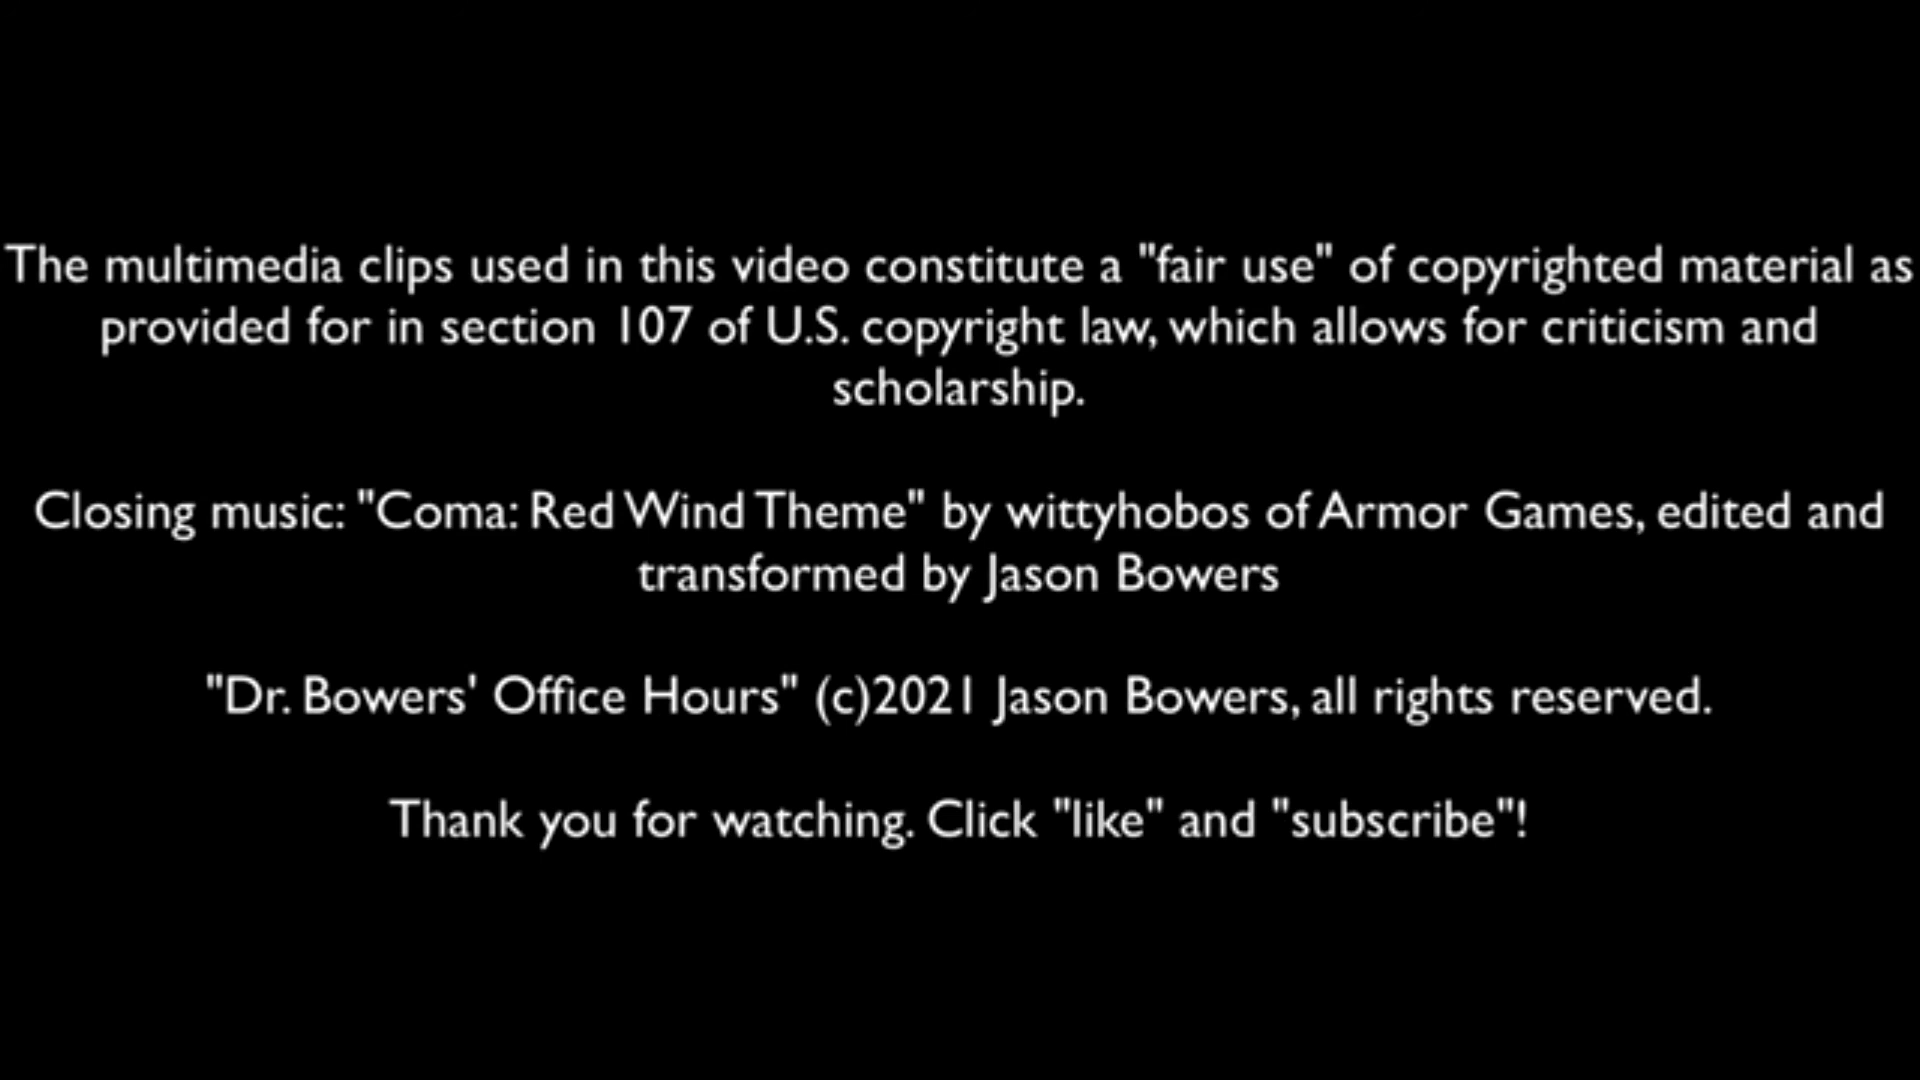 The multimedia clips used in this video constitute a "fair use" of copyrighted material as
provided for in section 107 of U.S. copyright law, which allows for criticism and
scholarship.
Closing music: "Coma: Red Wind Theme" by wittyhobos of Armor Games, edited and
transformed by Jason Bowers
"Dr. Bowers' Office Hours" (c)2021 Jason Bowers, all rights reserved.
Thank you for watching. Click "like" and "subscribe"!